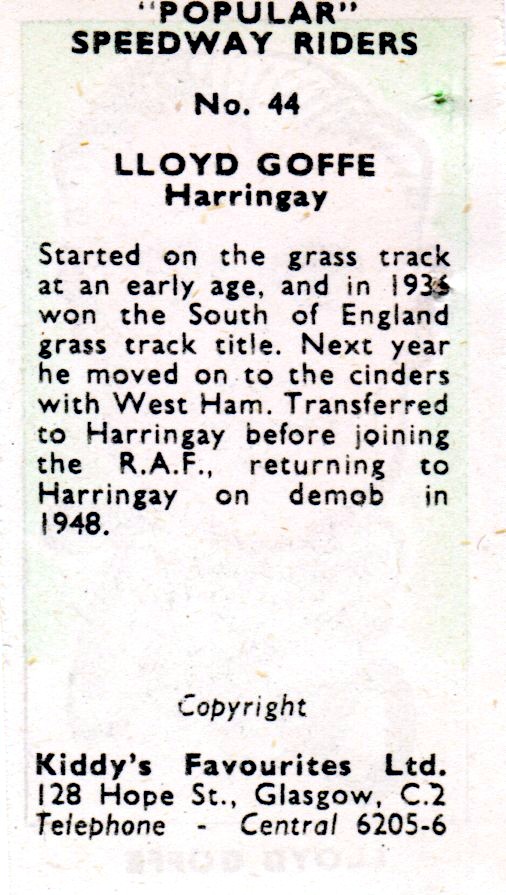 "POPULAR"
SPEEDWAY RIDERS
No. 44
LLOYD GOFFE
Harringay
Started on the grass track
at an early age, and in
won the South of England
grass track title. Next year
he moved on to the cinders
with West Ham. Transferred
to Harringay before joining
the R.A.F., returning to
Harringay on demob in
1948.
Copyright
Kiddy's Favourites Ltd.
128 Hope St., Glasgow, C.2
Telephone - Central 6205-6